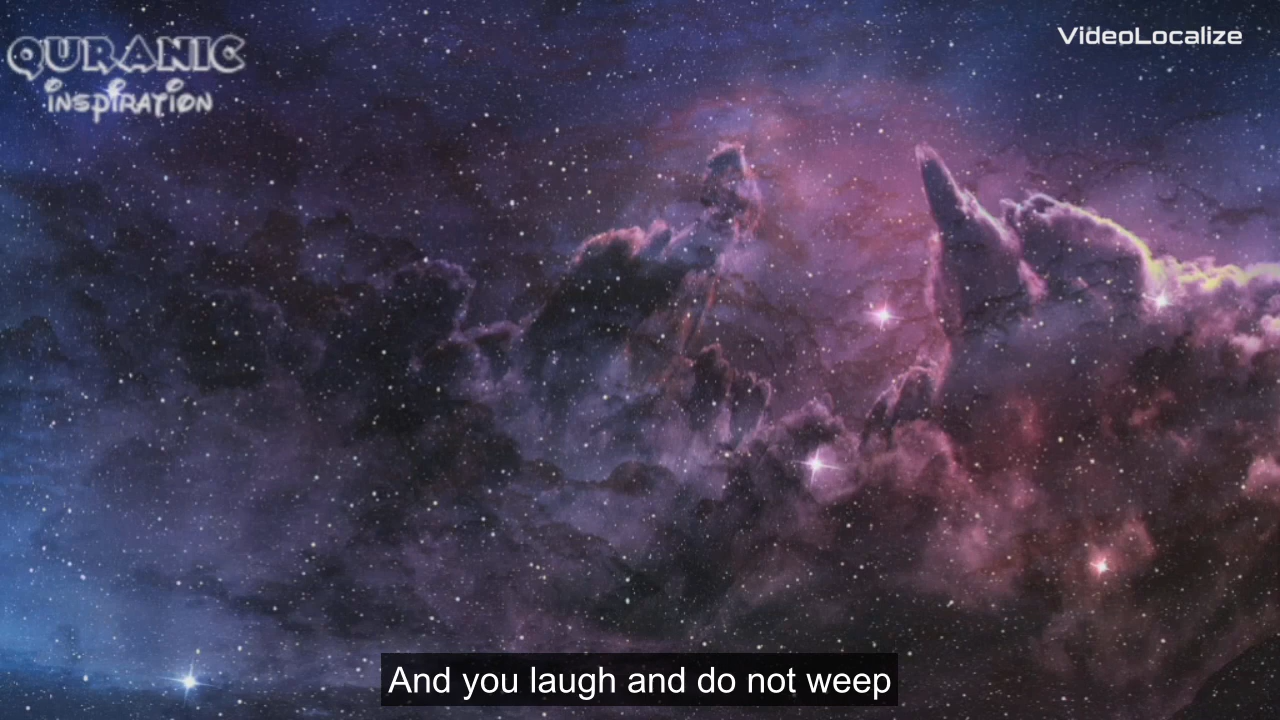 QURANIC
INSPIRATION
VideoLocalize
And you laugh and do not weep